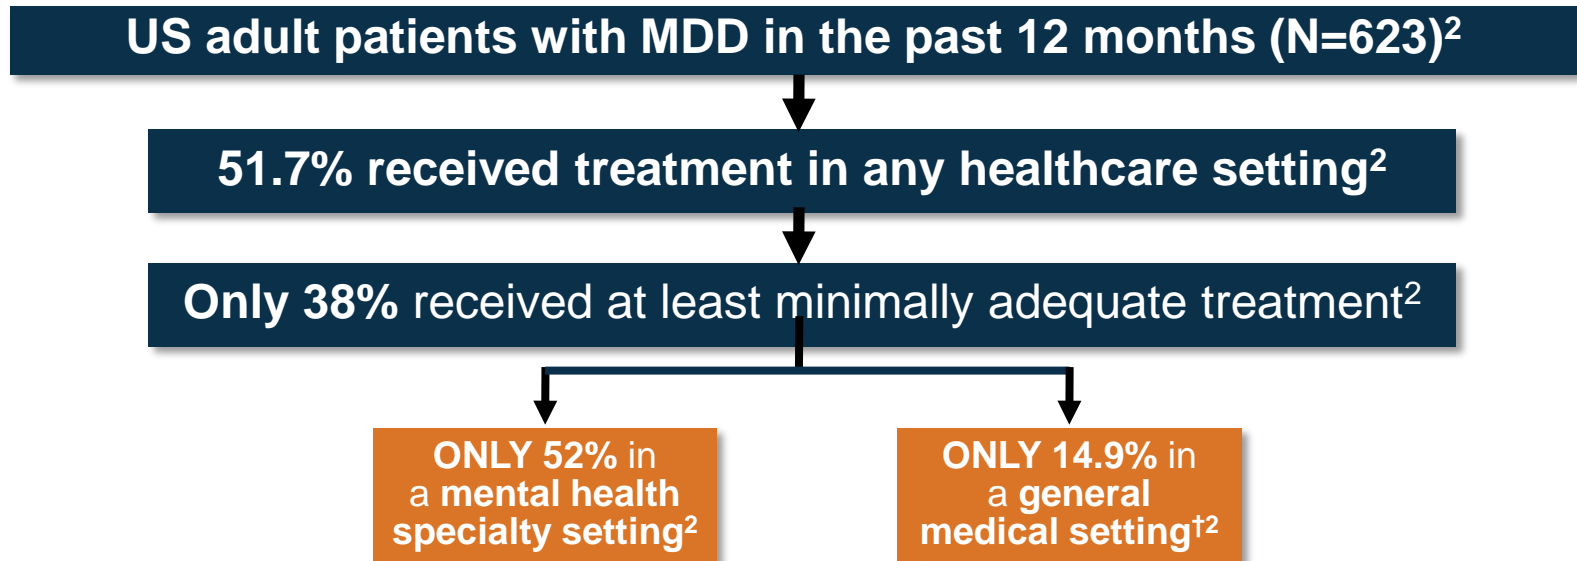 US adult patients with MDD in the past 12 months (N=623)²
51.7% received treatment in any healthcare setting²
Only 38% received at least minimally adequate treatment²
ONLY 52% in
a mental health
specialty setting²
ONLY 14.9% in
a general
medical setting†²